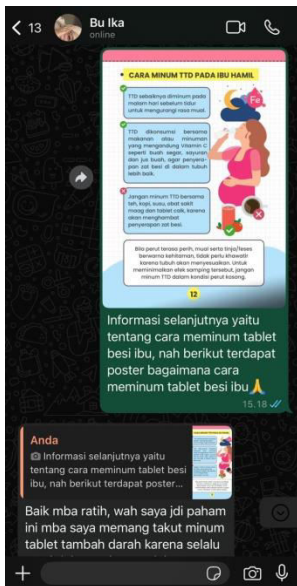 13
Bu Ika
online
CARA MINUM TTD PADA IBU HAMIL
TTD sebaiknya diminum pada
malam hari sebelum tidur
untuk mengurangi rasa mual.
Fe
TTD dikonsumsi bersama
makanan atau minuman
yang mengandung Vitamin C
seperti buah segar, sayuran
dan jus buah, agar penyera-
pan zat besi di dalam tubuh
lebih baik.
Jangan minum TTD bersama
teh, kopi, susu, obat sakit
maag dan tablet calk, karena
akan menghambat
penyerapan zat besi.
Bila perut terasa perih, mual serta tinja/feses
berwarna kehitaman, tidak perlu khawatir
karena tubuh akan menyesuaikan. Untuk
meminimalkan efek samping tersebut, jangan
minum TTD dalam kondisi perut kosong.
12
Informasi selanjutnya yaitu
tentang cara meminum tablet
besi ibu, nah berikut terdapat
poster bagaimana cara
meminum tablet besi ibu🙏
15.18
Anda
Informasi selanjutnya yaitu
tentang cara meminum tablet besi
ibu, nah berikut terdapat poster...
Baik mba ratih, wah saya jdi paham
ini mba saya memang takut minum
tablet tambah darah karena selalu